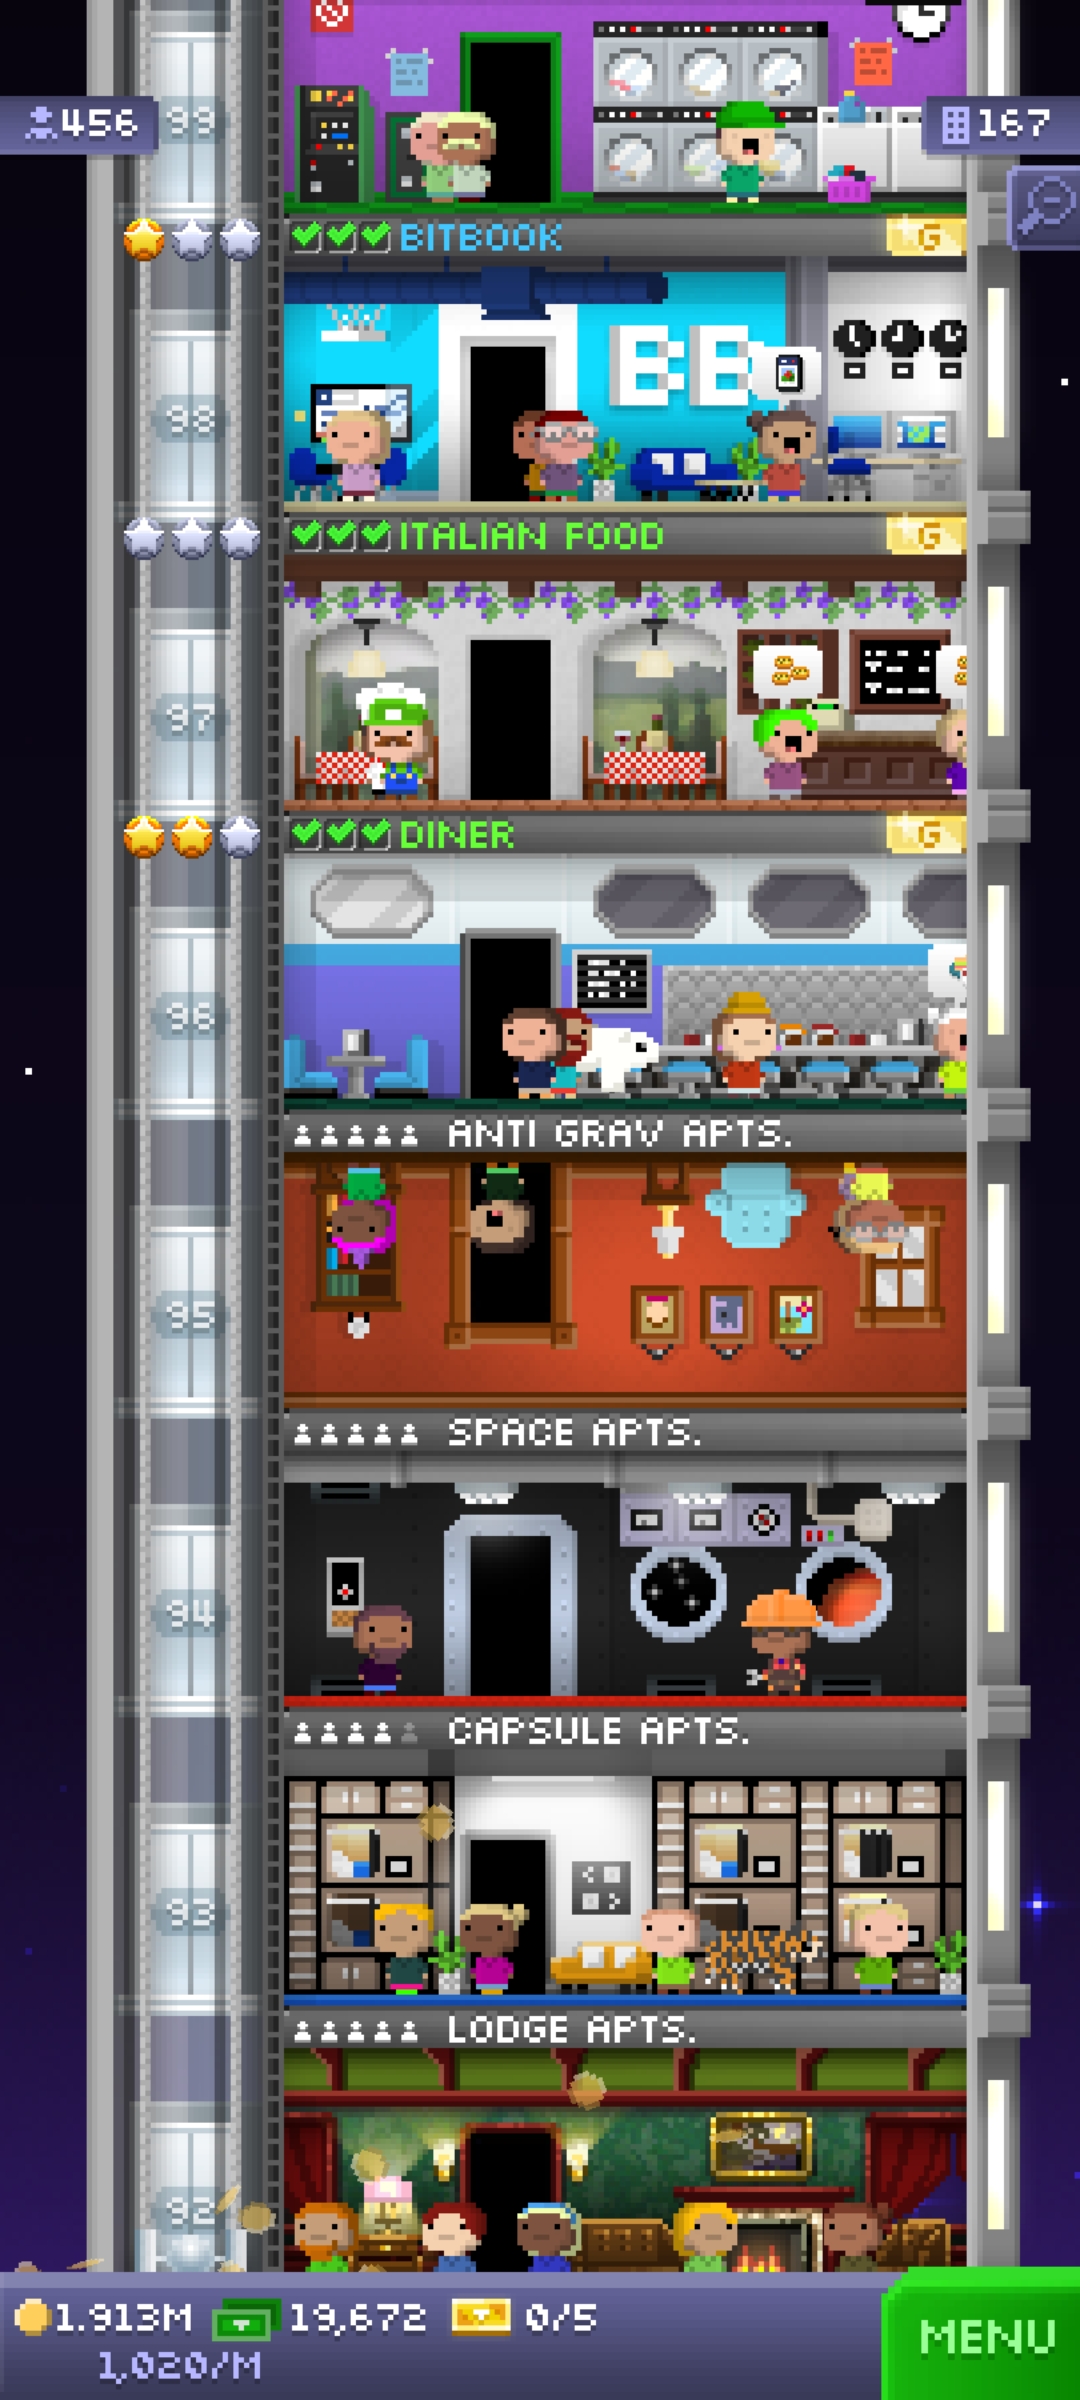 99
456
167
BITBOOK
G
98
BB
ITALIAN FOOD
G
97
DINER
G
96
ANTI GRAV APTS.
95
SPACE APTS.
94
CAPSULE APTS.
93
LODGE APTS.
92
1.913M
19,672
0/5
MENU
1,020/M